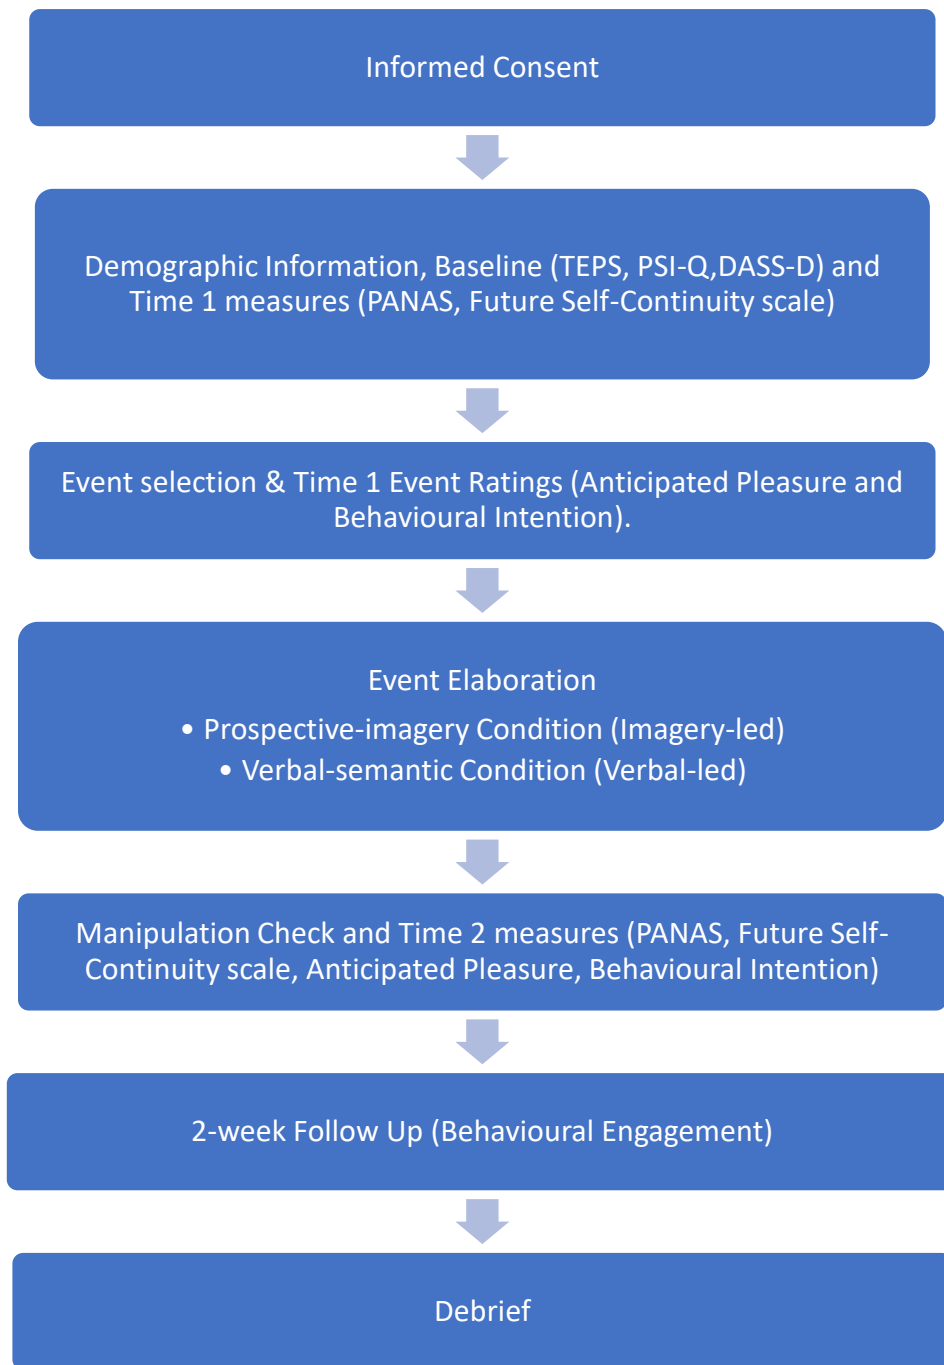 Informed Consent
Demographic Information, Baseline (TEPS, PSI-Q,DASS-D) and
Time 1 measures (PANAS, Future Self-Continuity scale)
Event selection & Time 1 Event Ratings (Anticipated Pleasure and
Behavioural Intention).
Event Elaboration
• Prospective-imagery Condition (Imagery-led)
• Verbal-semantic Condition (Verbal-led)
Manipulation Check and Time 2 measures (PANAS, Future Self-
Continuity scale, Anticipated Pleasure, Behavioural Intention)
2-week Follow Up (Behavioural Engagement)
Debrief